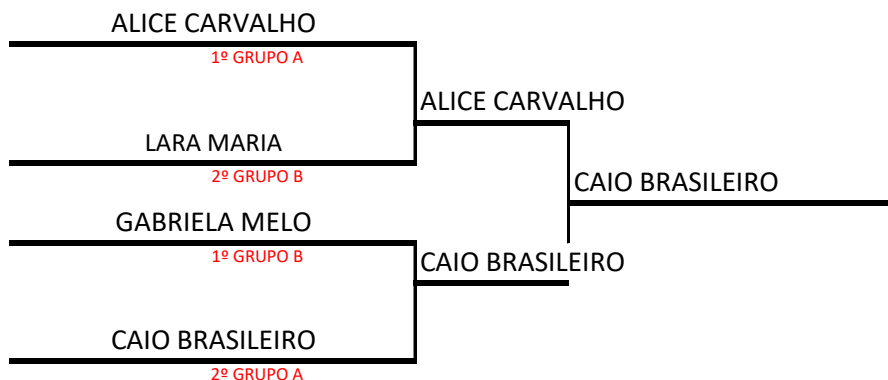 ALICE CARVALHO
1º GRUPO A
ALICE CARVALHO
LARA MARIA
2º GRUPO B
CAIO BRASILEIRO
GABRIELA MELO
1º GRUPO B
CAIO BRASILEIRO
CAIO BRASILEIRO
2º GRUPO A